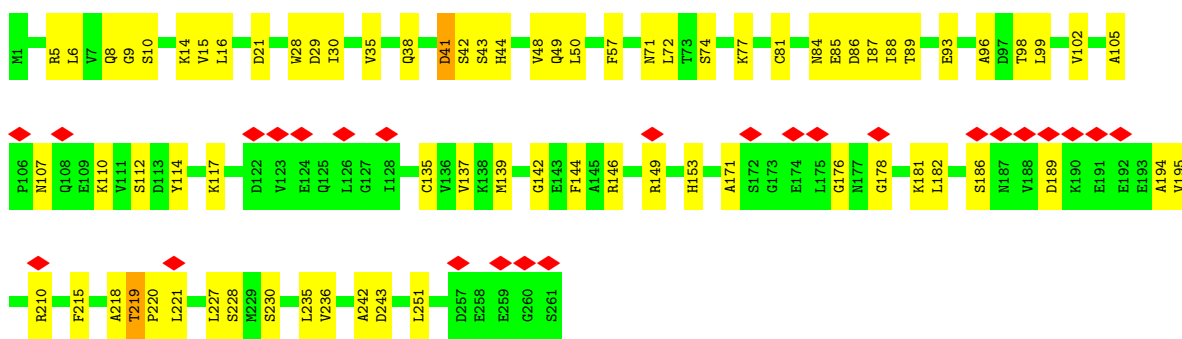 M1 R5 L6 V7 Q8 G9 S10 K14 V15 L16 D21 W28 D29 I30 V35 Q38 D41 S42 S43 H44 V48 Q49 L50 F57 N71 L72 T73 S74 K77 C81 N84 E85 D86 I87 I88 T89 E93 A96 D97 T98 L99 V102 A105
P106 N107 Q108 E109 K110 V111 S112 D113 Y114 K117 D122 V123 E124 Q125 L126 G127 I128 C135 V136 V137 K138 M139 G142 E143 F144 A145 R146 R149 H153 A171 S172 G173 E174 L175 G176 N177 G178 K181 L182 S186 N187 V188 D189 K190 E191 E192 E193 A194 V195
R210 F215 A218 T219 P220 L221 L227 S228 M229 S230 L235 V236 A242 D243 L251 D257 E258 E259 G260 S261